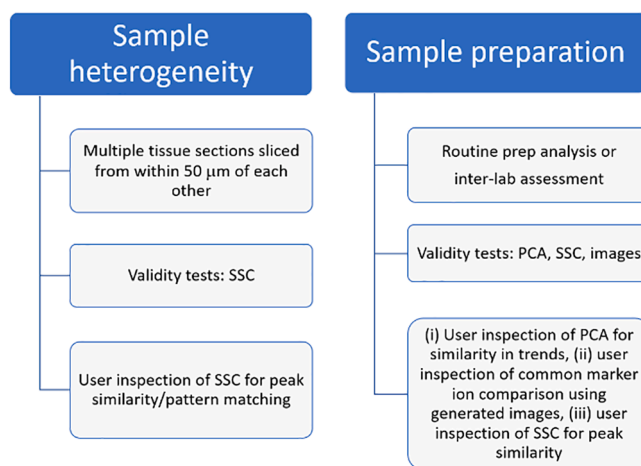 Sample
heterogeneity
Multiple tissue sections sliced
from within 50 μm of each
other
Validity tests: SSC
User inspection of SSC for peak
similarity/pattern matching
Sample preparation
Routine prep analysis or
inter-lab assessment
Validity tests: PCA, SSC, images
(i) User inspection of PCA for
similarity in trends, (ii) user
inspection of common marker
ion comparison using
generated images, (iii) user
inspection of SSC for peak
similarity